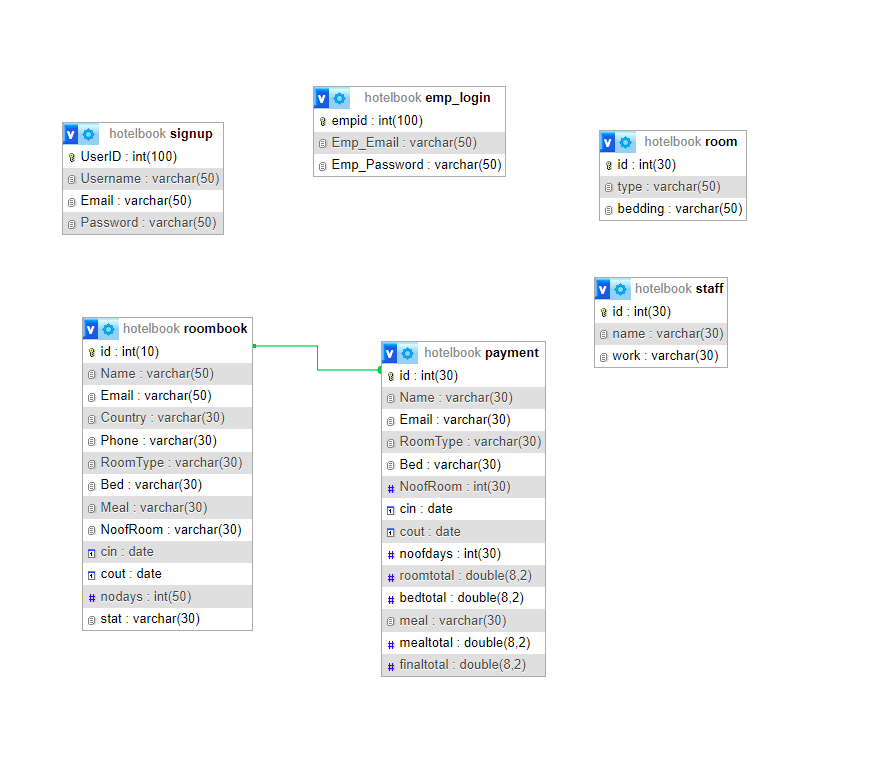 v hotelbook emp_login
empid : int(100)
Emp_Email : varchar(50)
Emp_Password : varchar(50)
v hotelbook signup
UserID : int(100)
Username : varchar(50)
Email : varchar(50)
Password : varchar(50)
v hotelbook room
id : int(30)
type : varchar(50)
bedding : varchar(50)
v hotelbook staff
id : int(30)
name : varchar(30)
work : varchar(30)
v hotelbook roombook
id : int(10)
Name : varchar(50)
Email : varchar(50)
Country : varchar(30)
Phone : varchar(30)
RoomType : varchar(30)
Bed : varchar(30)
Meal : varchar(30)
NoofRoom : varchar(30)
cin : date
cout : date
# nodays : int(50)
stat : varchar(30)
v hotelbook payment
id : int(30)
Name : varchar(30)
Email : varchar(30)
RoomType : varchar(30)
Bed : varchar(30)
# NoofRoom : int(30)
cin : date
cout : date
# noofdays : int(30)
# roomtotal : double(8,2)
# bedtotal : double(8,2)
meal : varchar(30)
# mealtotal : double(8,2)
# finaltotal : double(8,2)